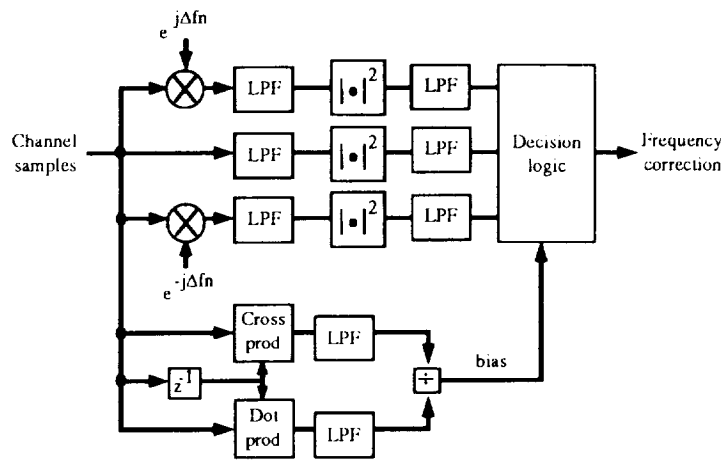 e jΔfn
LPF
|•|²
LPF
Channel
samples
LPF
|•|²
LPF
Decision
logic
Frequency
correction
LPF
|•|²
LPF
e -jΔfn
Cross
prod
LPF
z-1
÷
bias
Dot
prod
LPF